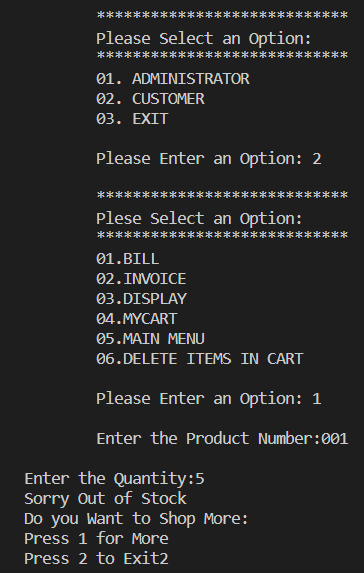 ****************************
Please Select an Option:
****************************
01. ADMINISTRATOR
02. CUSTOMER
03. EXIT
Please Enter an Option: 2
****************************
Plese Select an Option:
****************************
01.BILL
02.INVOICE
03.DISPLAY
04.MYCART
05.MAIN MENU
06.DELETE ITEMS IN CART
Please Enter an Option: 1
Enter the Product Number:001
Enter the Quantity:5
Sorry Out of Stock
Do you Want to Shop More:
Press 1 for More
Press 2 to Exit2